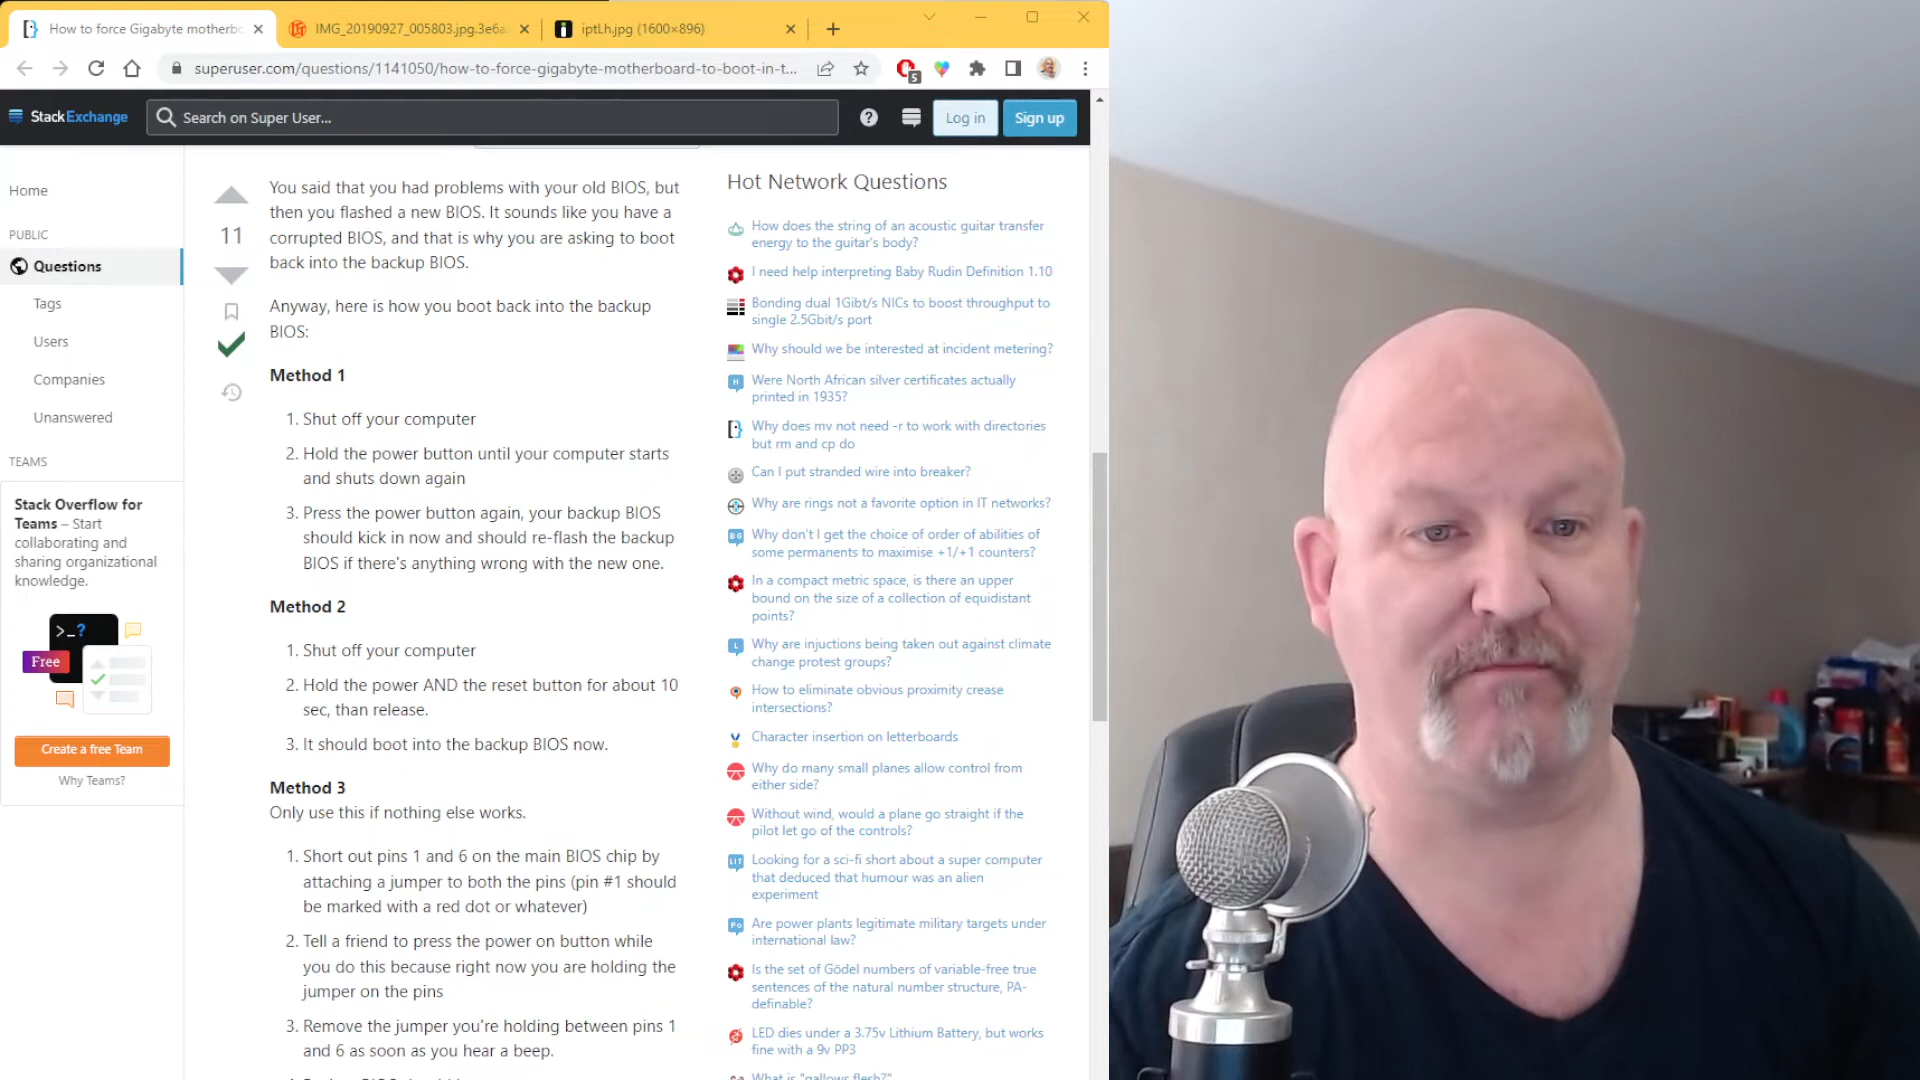 How to force Gigabyte motherb
IMG_20190927_005803.jpg.3e6a
iptLh.jpg (1600×896)
superuser.com/questions/1141050/how-to-force-gigabyte-motherboard-to-boot-in-t...
5
StackExchange
Search on Super User...
Log in
Sign up
Home
PUBLIC
Questions
Tags
Users
Companies
Unanswered
TEAMS
Stack Overflow for
Teams – Start
collaborating and
sharing organizational
knowledge.
>_?
Free
Create a free Team
Why Teams?
11
You said that you had problems with your old BIOS, but
then you flashed a new BIOS. It sounds like you have a
corrupted BIOS, and that is why you are asking to boot
back into the backup BIOS.
Anyway, here is how you boot back into the backup
BIOS:
Method 1
1. Shut off your computer
2. Hold the power button until your computer starts
and shuts down again
3. Press the power button again, your backup BIOS
should kick in now and should re-flash the backup
BIOS if there's anything wrong with the new one.
Method 2
1. Shut off your computer
2. Hold the power AND the reset button for about 10
sec, than release.
3. It should boot into the backup BIOS now.
Method 3
Only use this if nothing else works.
1. Short out pins 1 and 6 on the main BIOS chip by
attaching a jumper to both the pins (pin #1 should
be marked with a red dot or whatever)
2. Tell a friend to press the power on button while
you do this because right now you are holding the
jumper on the pins
3. Remove the jumper you're holding between pins 1
and 6 as soon as you hear a beep.
Hot Network Questions
How does the string of an acoustic guitar transfer
energy to the guitar's body?
I need help interpreting Baby Rudin Definition 1.10
Bonding dual 1Gibt/s NICs to boost throughput to
single 2.5Gbit/s port
Why should we be interested at incident metering?
H
Were North African silver certificates actually
printed in 1935?
Why does mv not need -r to work with directories
but rm and cp do
Can I put stranded wire into breaker?
Why are rings not a favorite option in IT networks?
BG
Why don't I get the choice of order of abilities of
some permanents to maximise +1/+1 counters?
In a compact metric space, is there an upper
bound on the size of a collection of equidistant
points?
L
Why are injuctions being taken out against climate
change protest groups?
How to eliminate obvious proximity crease
intersections?
Character insertion on letterboards
Why do many small planes allow control from
either side?
Without wind, would a plane go straight if the
pilot let go of the controls?
LIT
Looking for a sci-fi short about a super computer
that deduced that humour was an alien
experiment
Po
Are power plants legitimate military targets under
international law?
Is the set of Gödel numbers of variable-free true
sentences of the natural number structure, PA-
definable?
LED dies under a 3.75v Lithium Battery, but works
fine with a 9v PP3
What is "gallows flesh?"